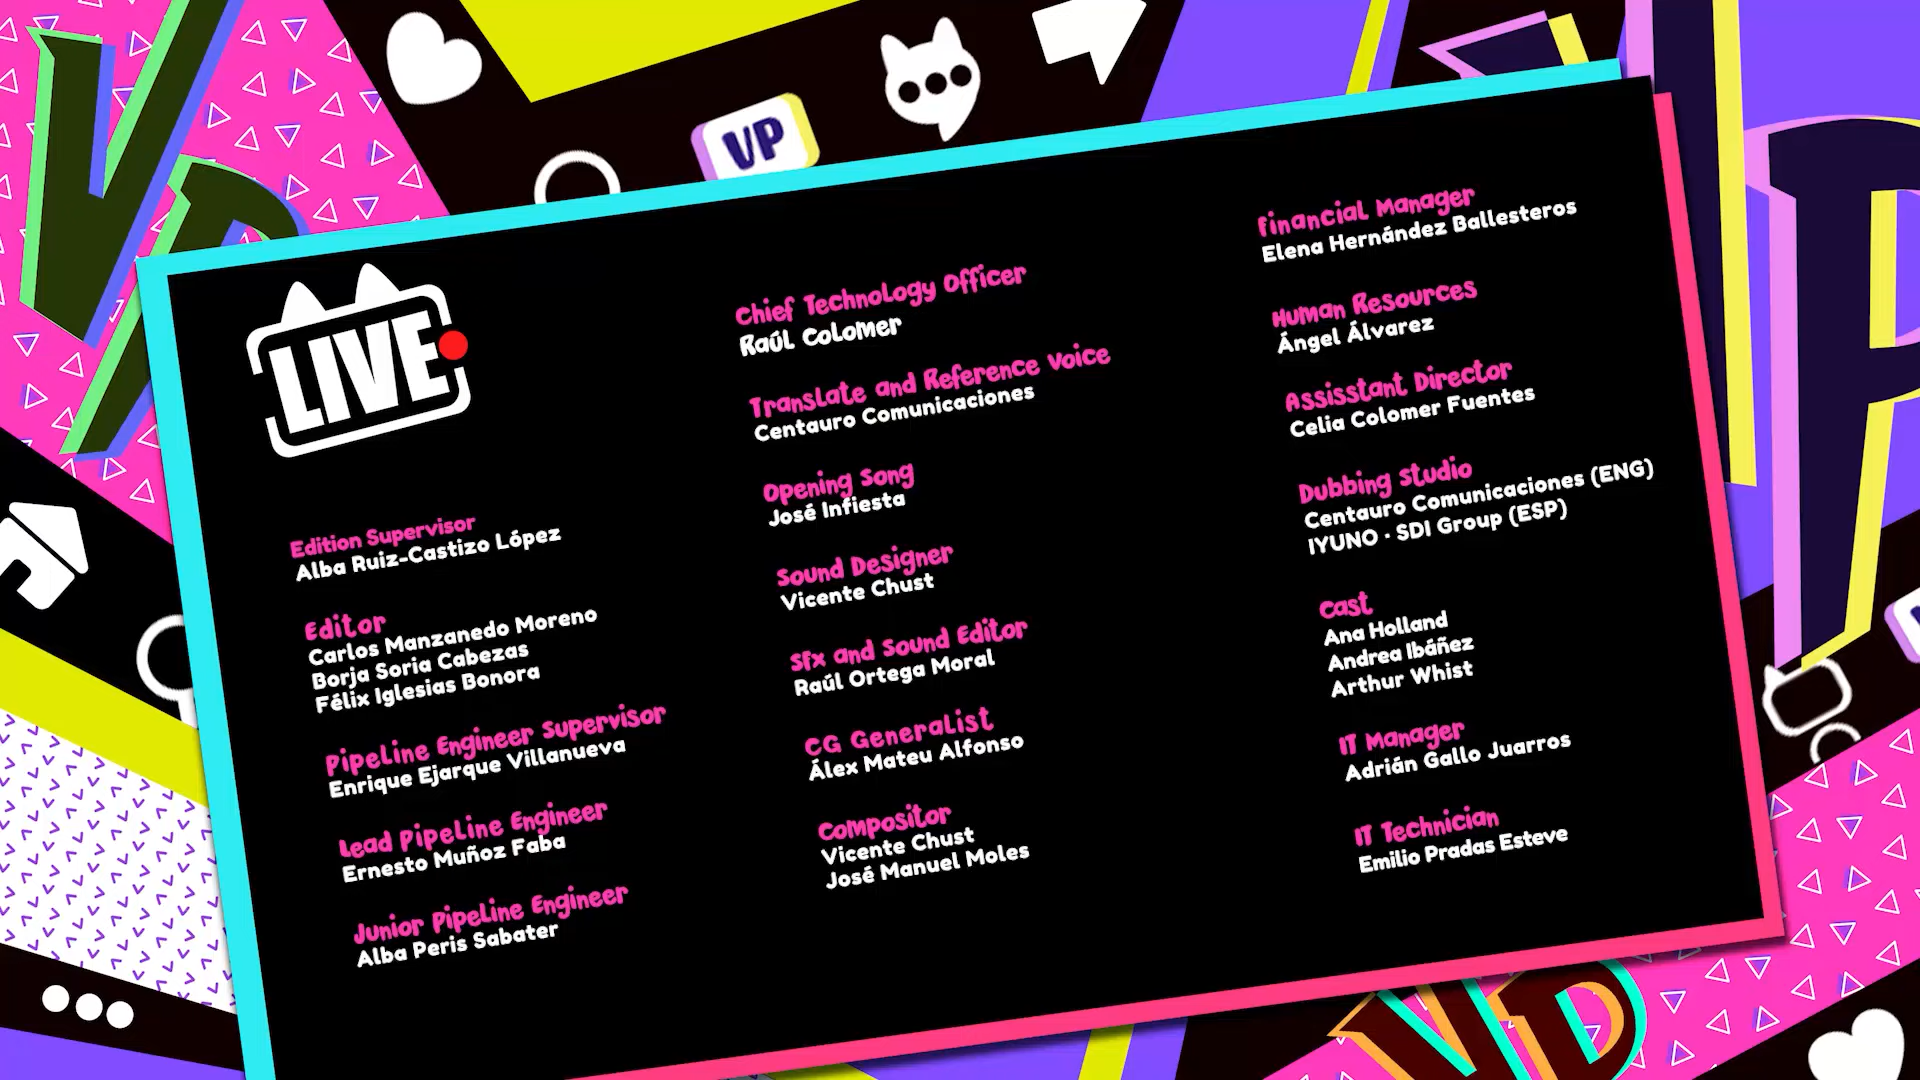 VP
VP
LIVE
Edition Supervisor
Alba Ruiz-Castizo López
Editor
Carlos Manzanedo Moreno
Borja Soria Cabezas
Félix Iglesias Bonora
Pipeline Engineer Supervisor
Enrique Ejarque Villanueva
Lead Pipeline Engineer
Ernesto Muñoz Faba
Junior Pipeline Engineer
Alba Peris Sabater
Chief Technology Officer
Raúl Colomer
Translate and Reference Voice
Centauro Comunicaciones
Opening Song
José Infiesta
Sound Designer
Vicente Chust
Sfx and Sound Editor
Raúl Ortega Moral
CG Generalist
Álex Mateu Alfonso
Compositor
Vicente Chust
José Manuel Moles
Financial Manager
Elena Hernández Ballesteros
Human Resources
Ángel Álvarez
Assisstant Director
Celia Colomer Fuentes
Dubbing Studio
Centauro Comunicaciones (ENG)
IYUNO · SDI Group (ESP)
Cast
Ana Holland
Andrea Ibáñez
Arthur Whist
IT Manager
Adrián Gallo Juarros
IT Technician
Emilio Pradas Esteve
VP
VP